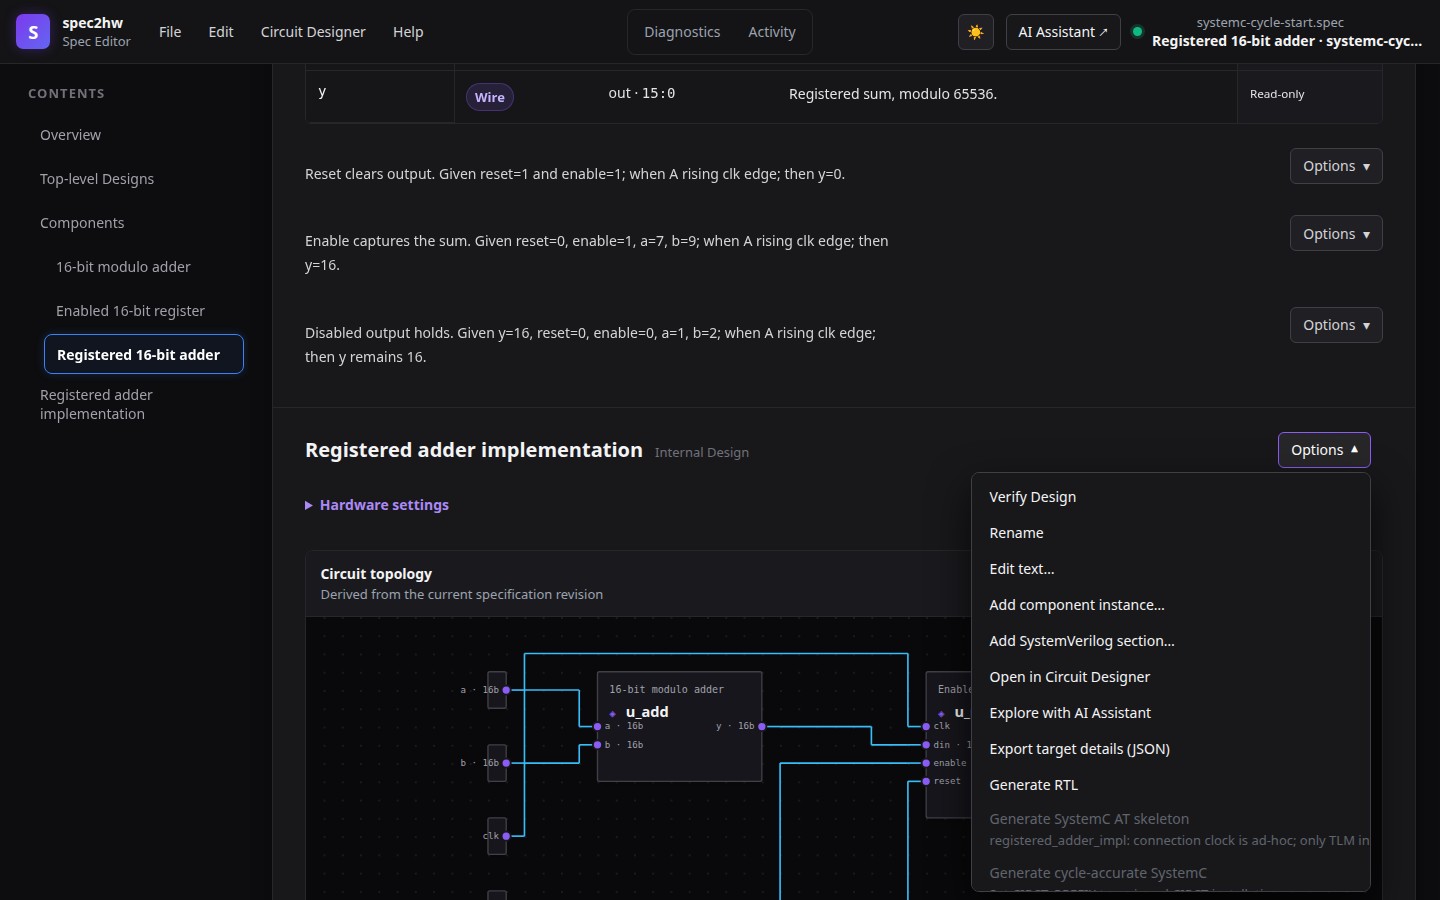 S
spec2hw
Spec Editor
File
Edit
Circuit Designer
Help
Diagnostics
Activity
AI Assistant ↗
systemc-cycle-start.spec
Registered 16-bit adder · systemc-cyc...
CONTENTS
Overview
Top-level Designs
Components
16-bit modulo adder
Enabled 16-bit register
Registered 16-bit adder
Registered adder
implementation
y
Wire
out · 15:0
Registered sum, modulo 65536.
Read-only
Reset clears output. Given reset=1 and enable=1; when A rising clk edge; then y=0.
Options ▾
Enable captures the sum. Given reset=0, enable=1, a=7, b=9; when A rising clk edge; then
y=16.
Options ▾
Disabled output holds. Given y=16, reset=0, enable=0, a=1, b=2; when A rising clk edge;
then y remains 16.
Options ▾
Registered adder implementation
Internal Design
Options ▴
Hardware settings
Verify Design
Rename
Edit text...
Add component instance...
Add SystemVerilog section...
Open in Circuit Designer
Explore with AI Assistant
Export target details (JSON)
Generate RTL
Generate SystemC AT skeleton
registered_adder_impl: connection clock is ad-hoc; only TLM in
Generate cycle-accurate SystemC
Circuit topology
Derived from the current specification revision
a · 16b
b · 16b
clk
16-bit modulo adder
u_add
a · 16b
b · 16b
y · 16b
Enable
u_
clk
din · 1
enable
reset